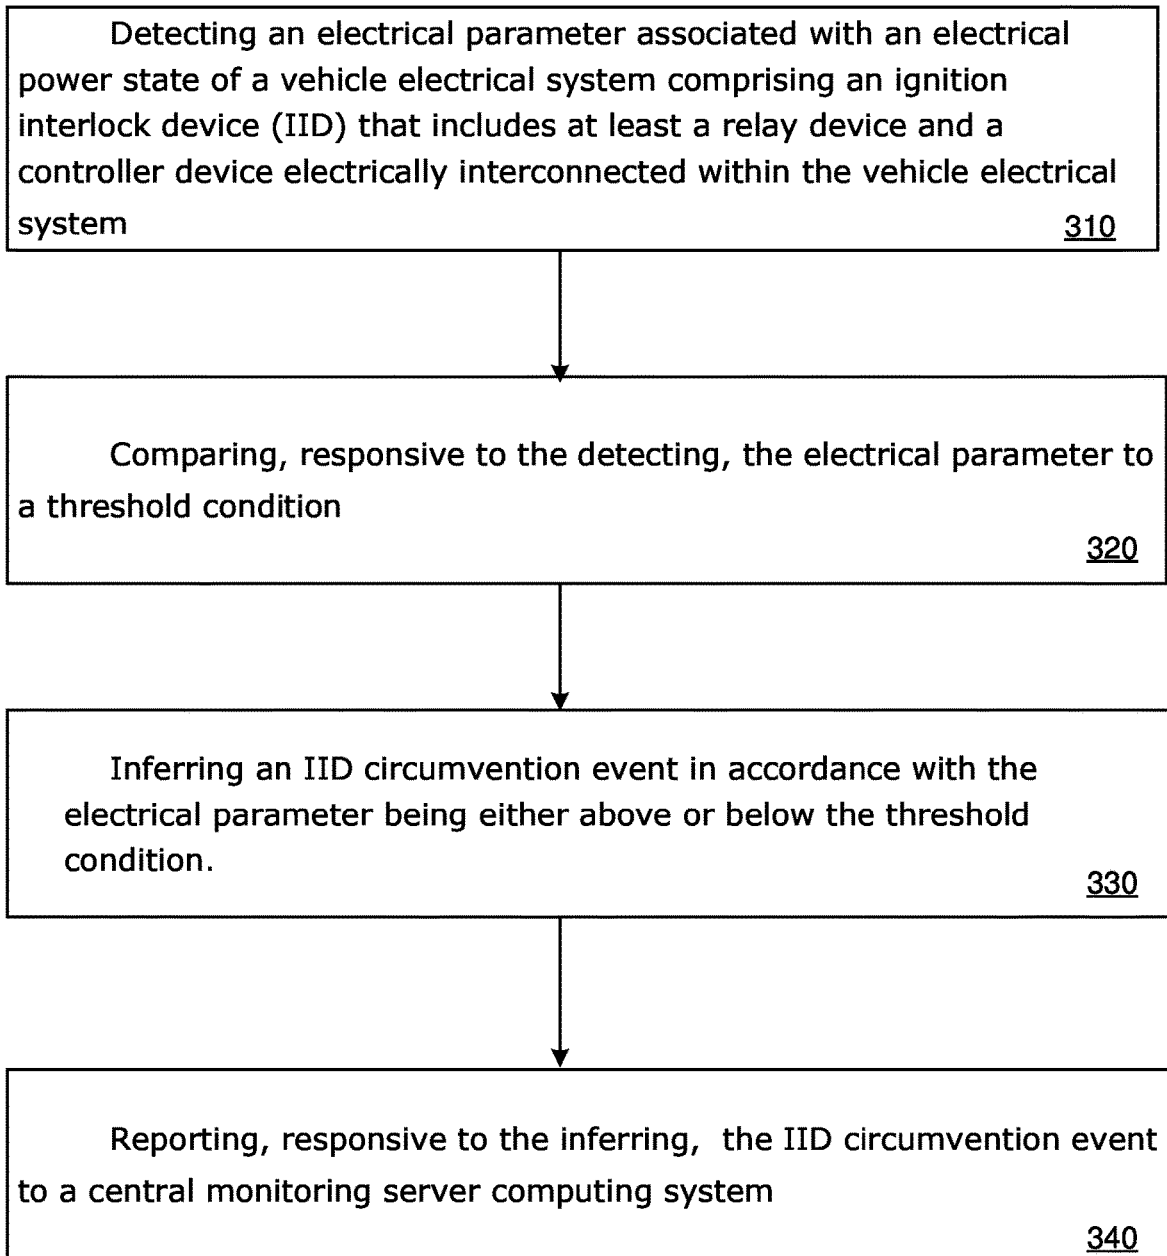 Detecting an electrical parameter associated with an electrical
power state of a vehicle electrical system comprising an ignition
interlock device (IID) that includes at least a relay device and a
controller device electrically interconnected within the vehicle electrical
system
310
Comparing, responsive to the detecting, the electrical parameter to
a threshold condition
320
Inferring an IID circumvention event in accordance with the
electrical parameter being either above or below the threshold
condition.
330
Reporting, responsive to the inferring, the IID circumvention event
to a central monitoring server computing system
340